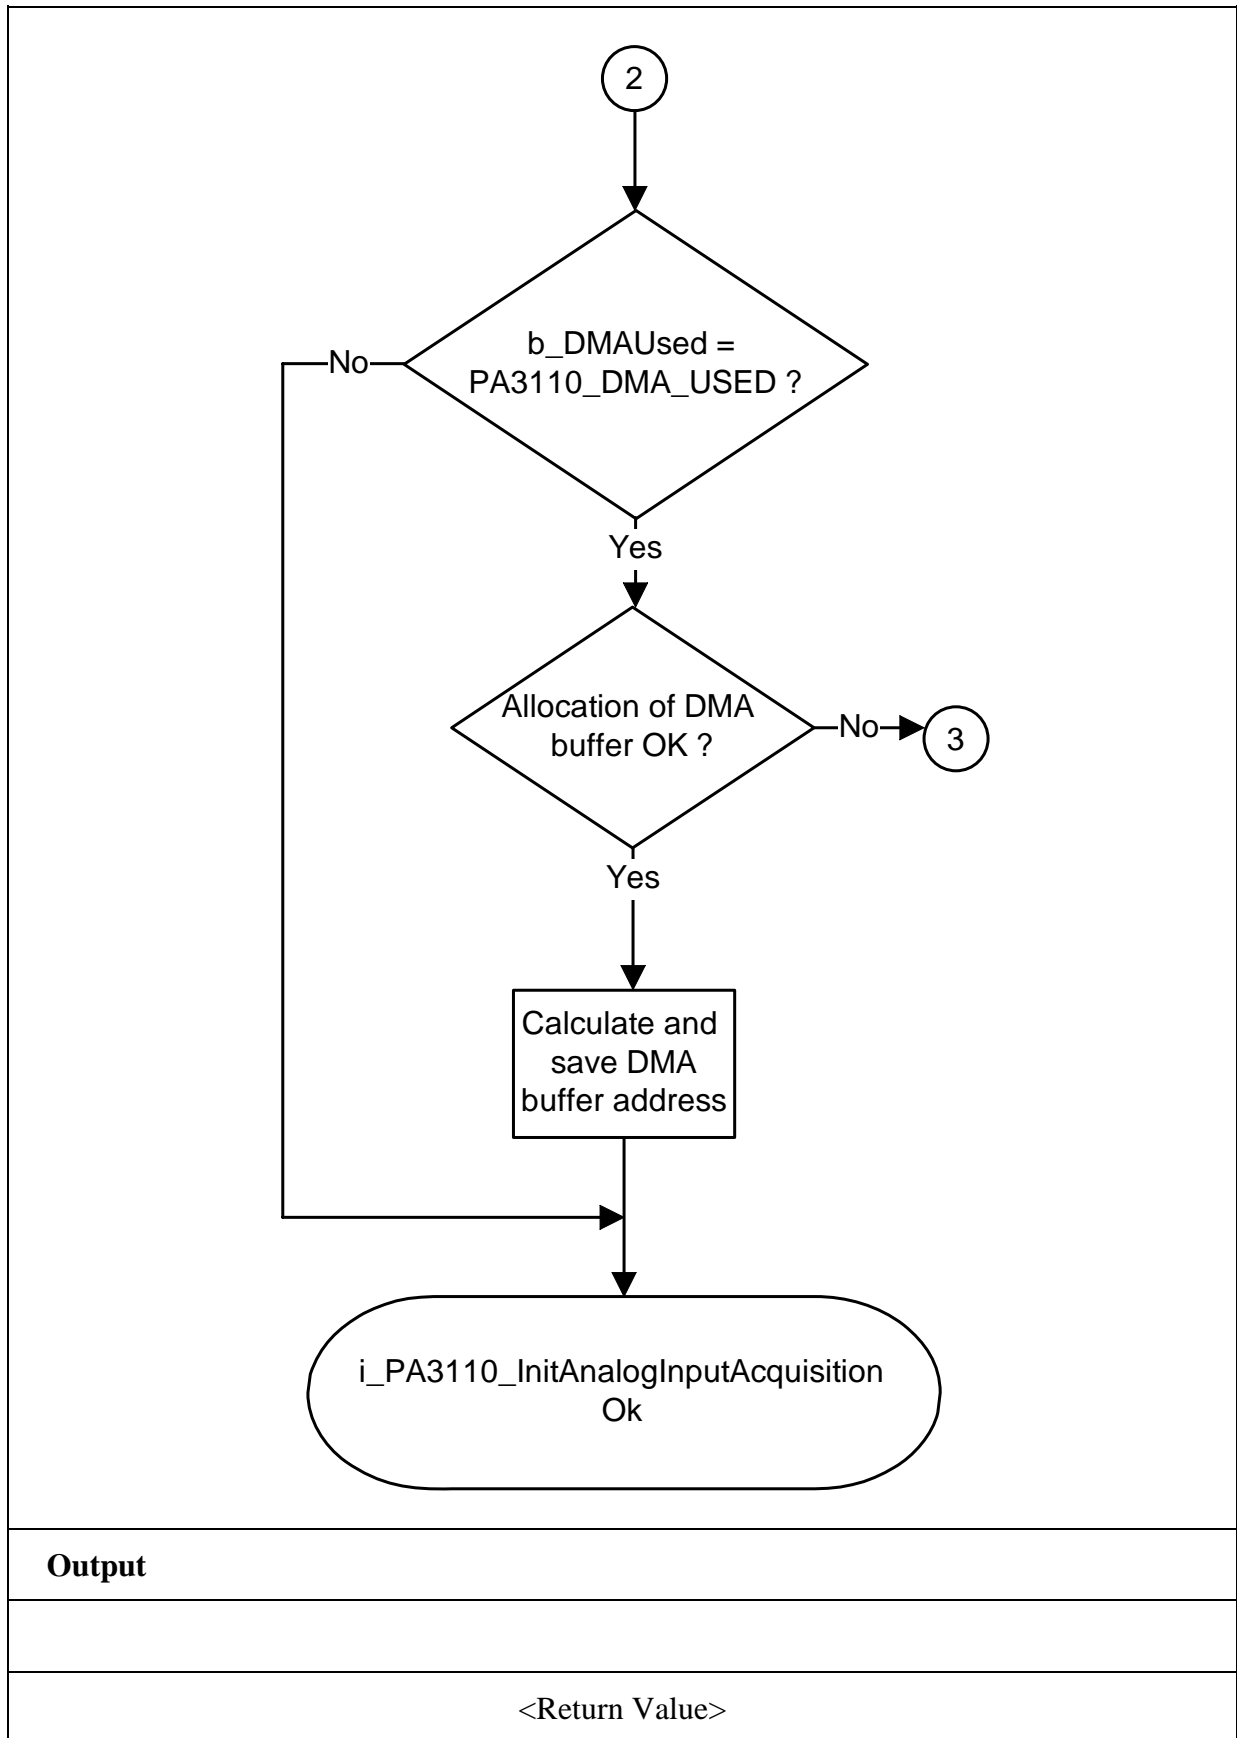 2
b_DMAUsed =
No
PA3110_DMA_USED ?
Yes
Allocation of DMA
buffer OK ?
No
3
Yes
Calculate and
save DMA
buffer address
i_PA3110_InitAnalogInputAcquisition
Ok
Output
<Return Value>